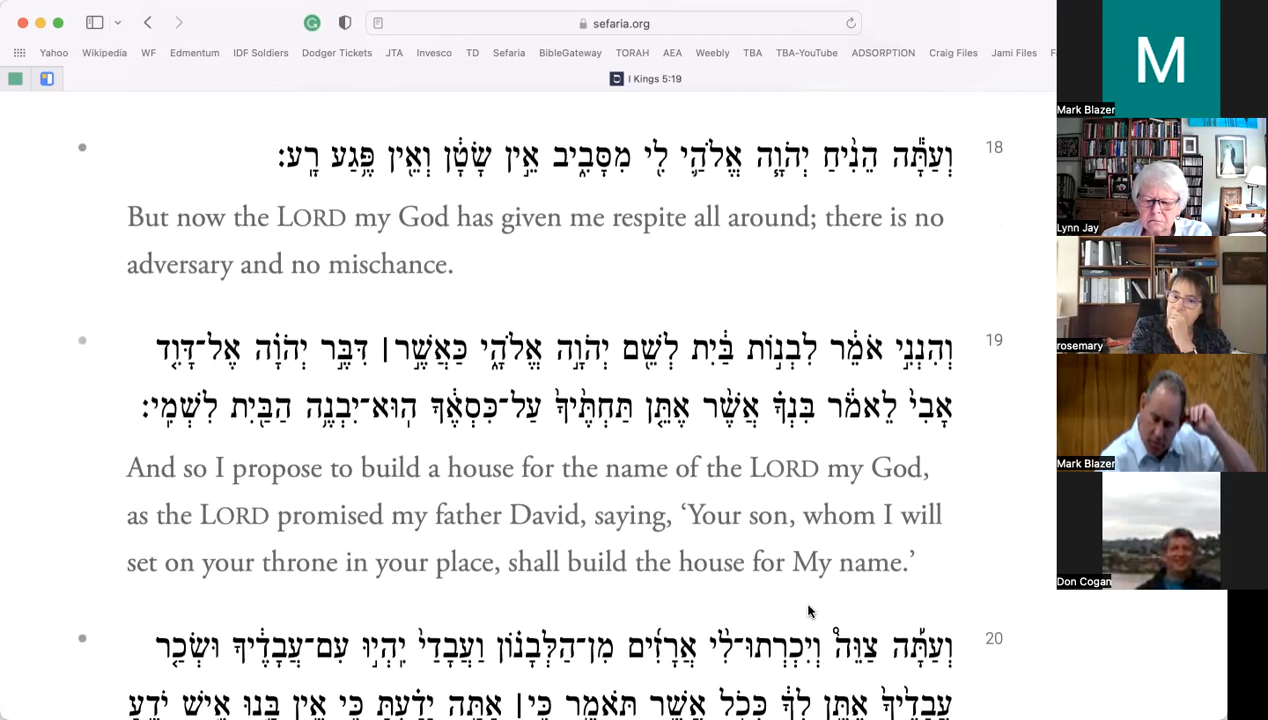 sefaria.org
Yahoo Wikipedia WF Edmentum IDF Soldiers Dodger Tickets JTA Invesco TD Sefaria BibleGateway TORAH AEA Weebly TBA TBA-YouTube ADSORPTION Craig Files Jami Files
I Kings 5:19
M
Mark Blazer
Lynn Jay
rosemary
Mark Blazer
Don Cogan
18
וְעַתָּ֕ה הֵנִ֨יחַ יְהֹוָ֧ה אֱלֹהַ֛י לִ֖י מִסָּבִ֑יב אֵ֣ין שָׂטָ֔ן וְאֵ֖ין פֶּ֥גַע רָֽע׃
But now the LORD my God has given me respite all around; there is no
adversary and no mischance.
19
וְהִנְנִ֣י אֹמֵ֔ר לִבְנ֣וֹת בַּ֔יִת לְשֵׁ֖ם יְהֹוָ֣ה אֱלֹהָ֑י כַּאֲשֶׁ֣ר ׀ דִּבֶּ֣ר יְהֹוָ֗ה אֶל־דָּוִ֤ד
אָבִי֙ לֵאמֹ֔ר בִּנְךָ֗ אֲשֶׁ֨ר אֶתֵּ֤ן תַּחְתֶּ֙יךָ֙ עַל־כִּסְאֶ֔ךָ הֽוּא־יִבְנֶ֥ה הַבַּ֖יִת לִשְׁמִֽי׃
And so I propose to build a house for the name of the LORD my God,
as the LORD promised my father David, saying, ‘Your son, whom I will
set on your throne in your place, shall build the house for My name.’
20
וְעַתָּ֡ה צַוֵּה֩ וְיִכְרְתוּ־לִ֨י אֲרָזִ֜ים מִן־הַלְּבָנ֗וֹן וַעֲבָדַי֙ יִֽהְי֣וּ עִם־עֲבָדֶ֔יךָ וּשְׂכַ֤ר
עֲבָדֶ֙יךָ֙ אֶתֵּ֣ן לְךָ֔ כְּכֹ֖ל אֲשֶׁ֣ר תֹּאמֵ֑ר כִּ֣י ׀ אַתָּ֣ה יָדַ֗עְתָּ כִּ֣י אֵ֥ין בָּ֛נוּ אִ֛ישׁ יֹדֵ֥עַ